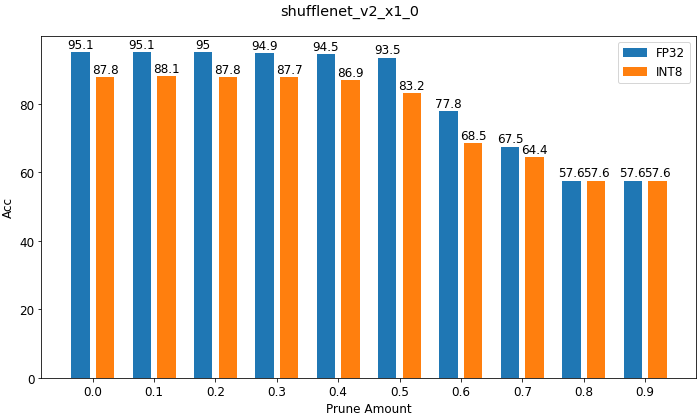 shufflenet_v2_x1_0
95.1 95.1 95 94.9 94.5 93.5
87.8 88.1 87.8 87.7 86.9 83.2
77.8 68.5 67.5 64.4 57.6 57.6 57.6 57.6
FP32
INT8
80
60
40
20
0
Acc
0.0 0.1 0.2 0.3 0.4 0.5 0.6 0.7 0.8 0.9
Prune Amount